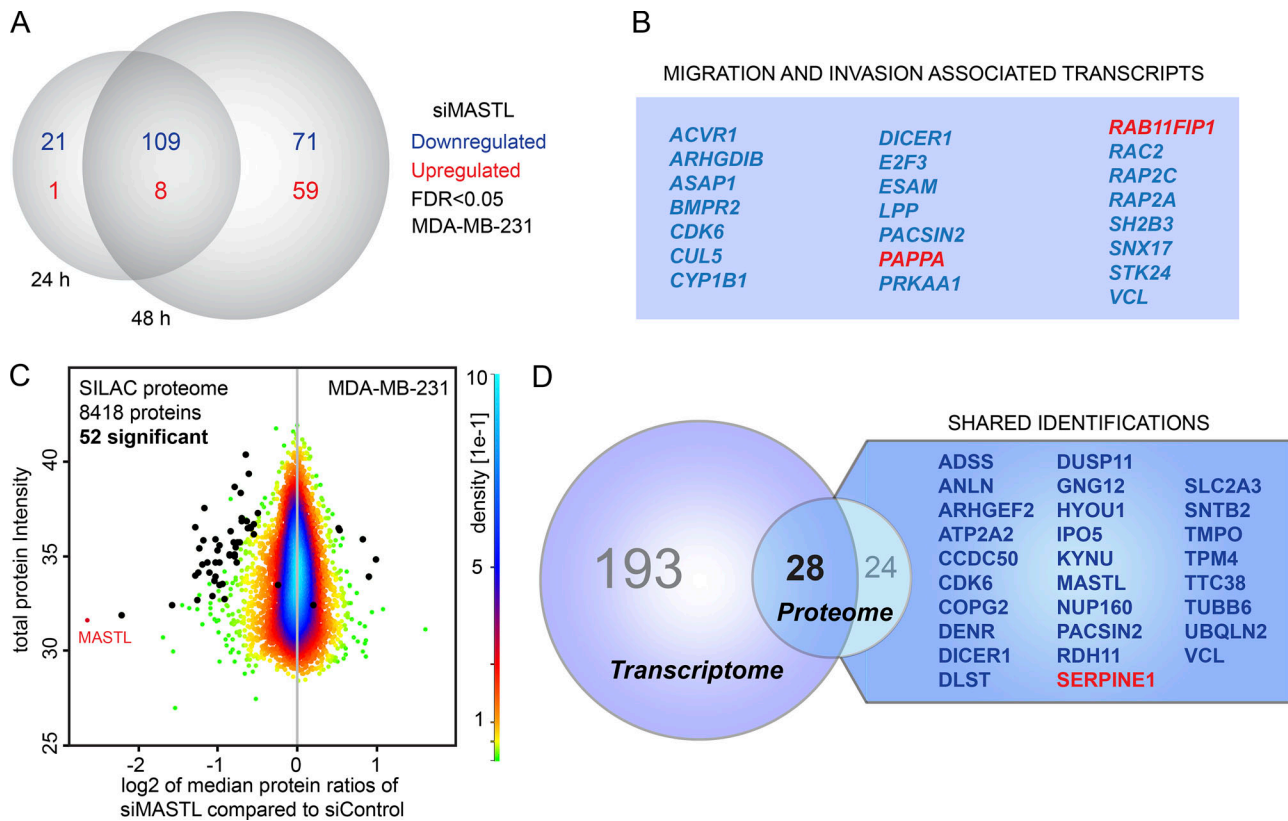 A
21
109
71
1
8
59
24 h
48 h
siMASTL
Downregulated
Upregulated
FDR<0.05
MDA-MB-231
B
MIGRATION AND INVASION ASSOCIATED TRANSCRIPTS
ACVR1
ARHGDIB
ASAP1
BMPR2
CDK6
CUL5
CYP1B1
DICER1
E2F3
ESAM
LPP
PACSIN2
PAPPA
PRKAA1
RAB11FIP1
RAC2
RAP2C
RAP2A
SH2B3
SNX17
STK24
VCL
C
SILAC proteome
8418 proteins
52 significant
MDA-MB-231
MASTL
total protein Intensity
40
35
30
25
-2
-1
0
1
log2 of median protein ratios of
siMASTL compared to siControl
density [1e-1]
10
5
1
D
193
28
24
Proteome
Transcriptome
SHARED IDENTIFICATIONS
ADSS
ANLN
ARHGEF2
ATP2A2
CCDC50
CDK6
COPG2
DENR
DICER1
DLST
DUSP11
GNG12
HYOU1
IPO5
KYNU
MASTL
NUP160
PACSIN2
RDH11
SERPINE1
SLC2A3
SNTB2
TMPO
TPM4
TTC38
TUBB6
UBQLN2
VCL